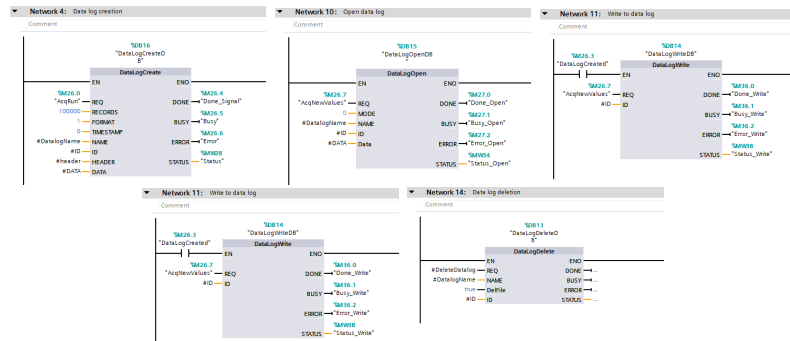 Network 4: Data log creation
Comment
%DB16
"DataLogCreateD
B"
DataLogCreate
EN ENO
%M26.0 %M26.4
"AcqRun" REQ DONE "Done_Signal"
100000 RECORDS %M26.5
1 FORMAT BUSY "Busy"
0 TIMESTAMP %M26.6
#DatalogName NAME ERROR "Error"
#ID ID %MW28
#header HEADER STATUS "Status"
#DATA DATA
Network 10: Open data log
Comment
%DB15
"DataLogOpenDB
"
DataLogOpen
EN ENO
%M26.7 %M27.0
"AcqNewValues" REQ DONE "Done_Open"
0 MODE %M27.1
#DatalogName NAME BUSY "Busy_Open"
#ID ID %M27.2
#DATA Data ERROR "Error_Open"
%MW34
STATUS "Status_Open"
Network 11: Write to data log
Comment
%DB14
%M26.3 "DataLogWriteDB"
"DataLogCreated" DataLogWrite
EN ENO
%M26.7 %M36.0
"AcqNewValues" REQ DONE "Done_Write"
#ID ID %M36.1
BUSY "Busy_Write"
%M36.2
ERROR "Error_Write"
%MW38
STATUS "Status_Write"
Network 11: Write to data log
Comment
%DB14
%M26.3 "DataLogWriteDB"
"DataLogCreated" DataLogWrite
EN ENO
%M26.7 %M36.0
"AcqNewValues" REQ DONE "Done_Write"
#ID ID %M36.1
BUSY "Busy_Write"
%M36.2
ERROR "Error_Write"
%MW38
STATUS "Status_Write"
Network 14: Data log deletion
Comment
%DB13
"DataLogDeleteD
B"
DataLogDelete
EN ENO
#DeleteDatalog REQ DONE ...
#DatalogName NAME BUSY ...
true DelFile ERROR ...
#ID ID STATUS ...